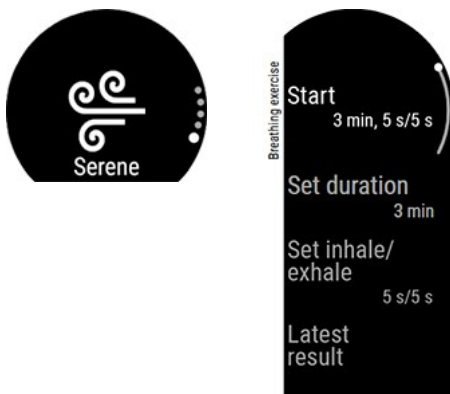 Serene
Breathing exercise
Start
3 min, 5 s/5 s
Set duration
3 min
Set inhale/
exhale
5 s/5 s
Latest
result